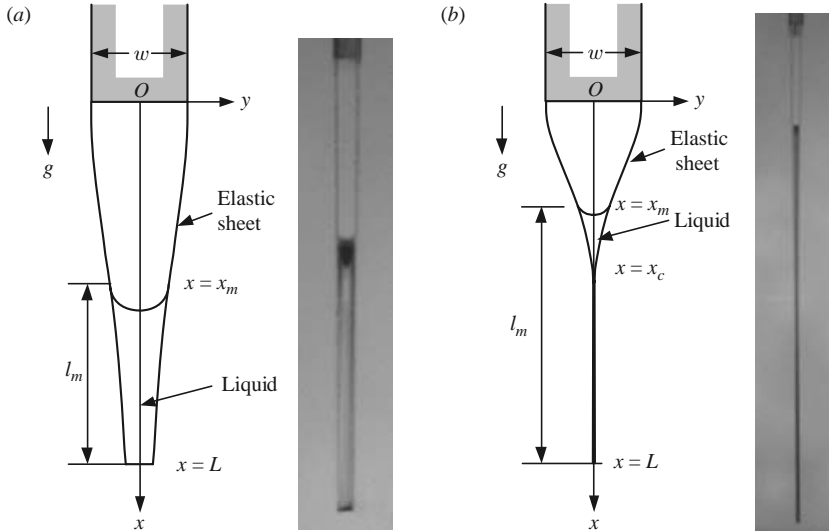 (a)
w
O
y
g
Elastic
sheet
x = x_m
l_m
Liquid
x = L
x
(b)
w
O
y
g
Elastic
sheet
x = x_m
Liquid
x = x_c
l_m
x = L
x